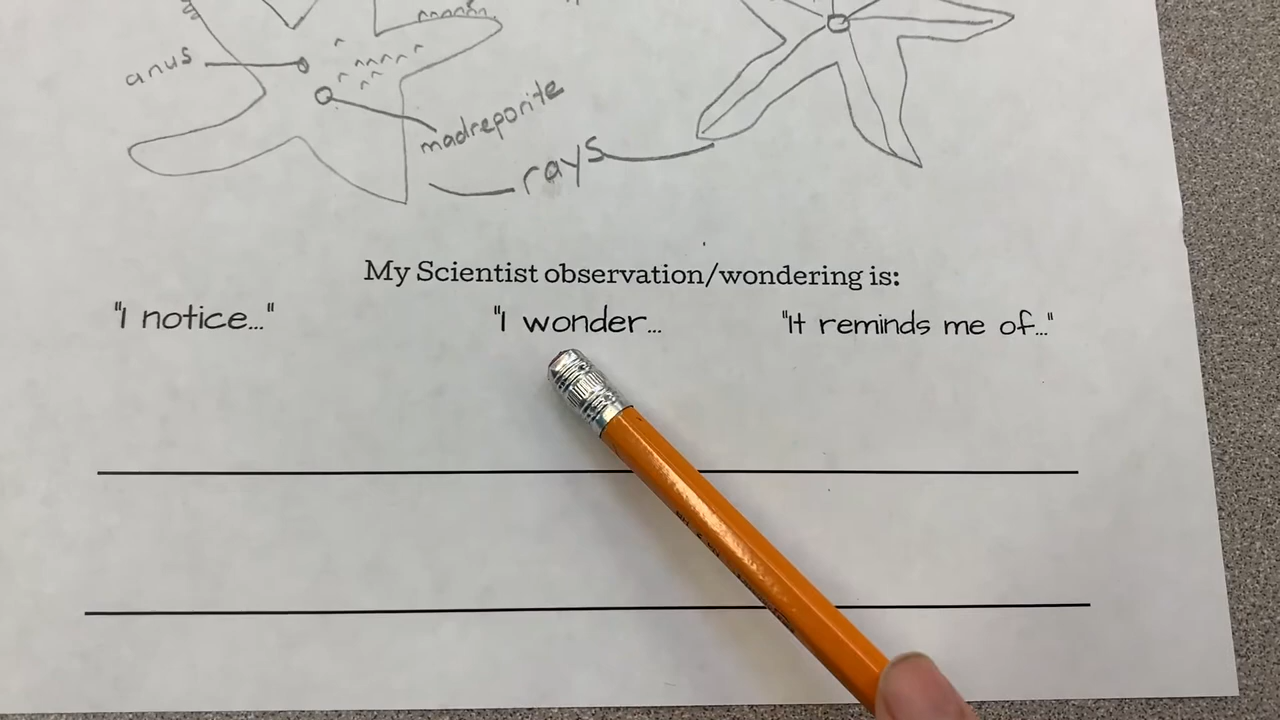 anus
madreporite
rays
My Scientist observation/wondering is:
"I notice..."
"I wonder...
"It reminds me of..."